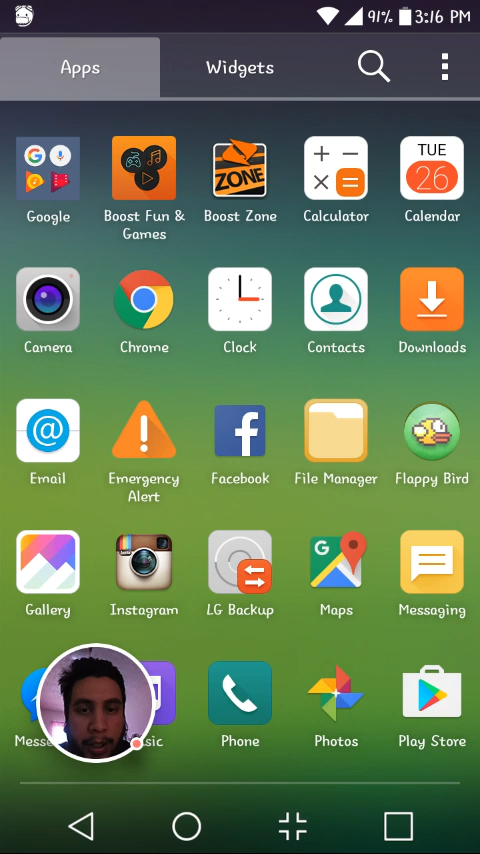 91% 3:16 PM
Apps Widgets
TUE
ZONE 26
Google Boost Fun & Games Boost Zone Calculator Calendar
Camera Chrome Clock Contacts Downloads
Email Emergency Alert Facebook File Manager Flappy Bird
G
Gallery Instagram LG Backup Maps Messaging
Phone Photos Play Store